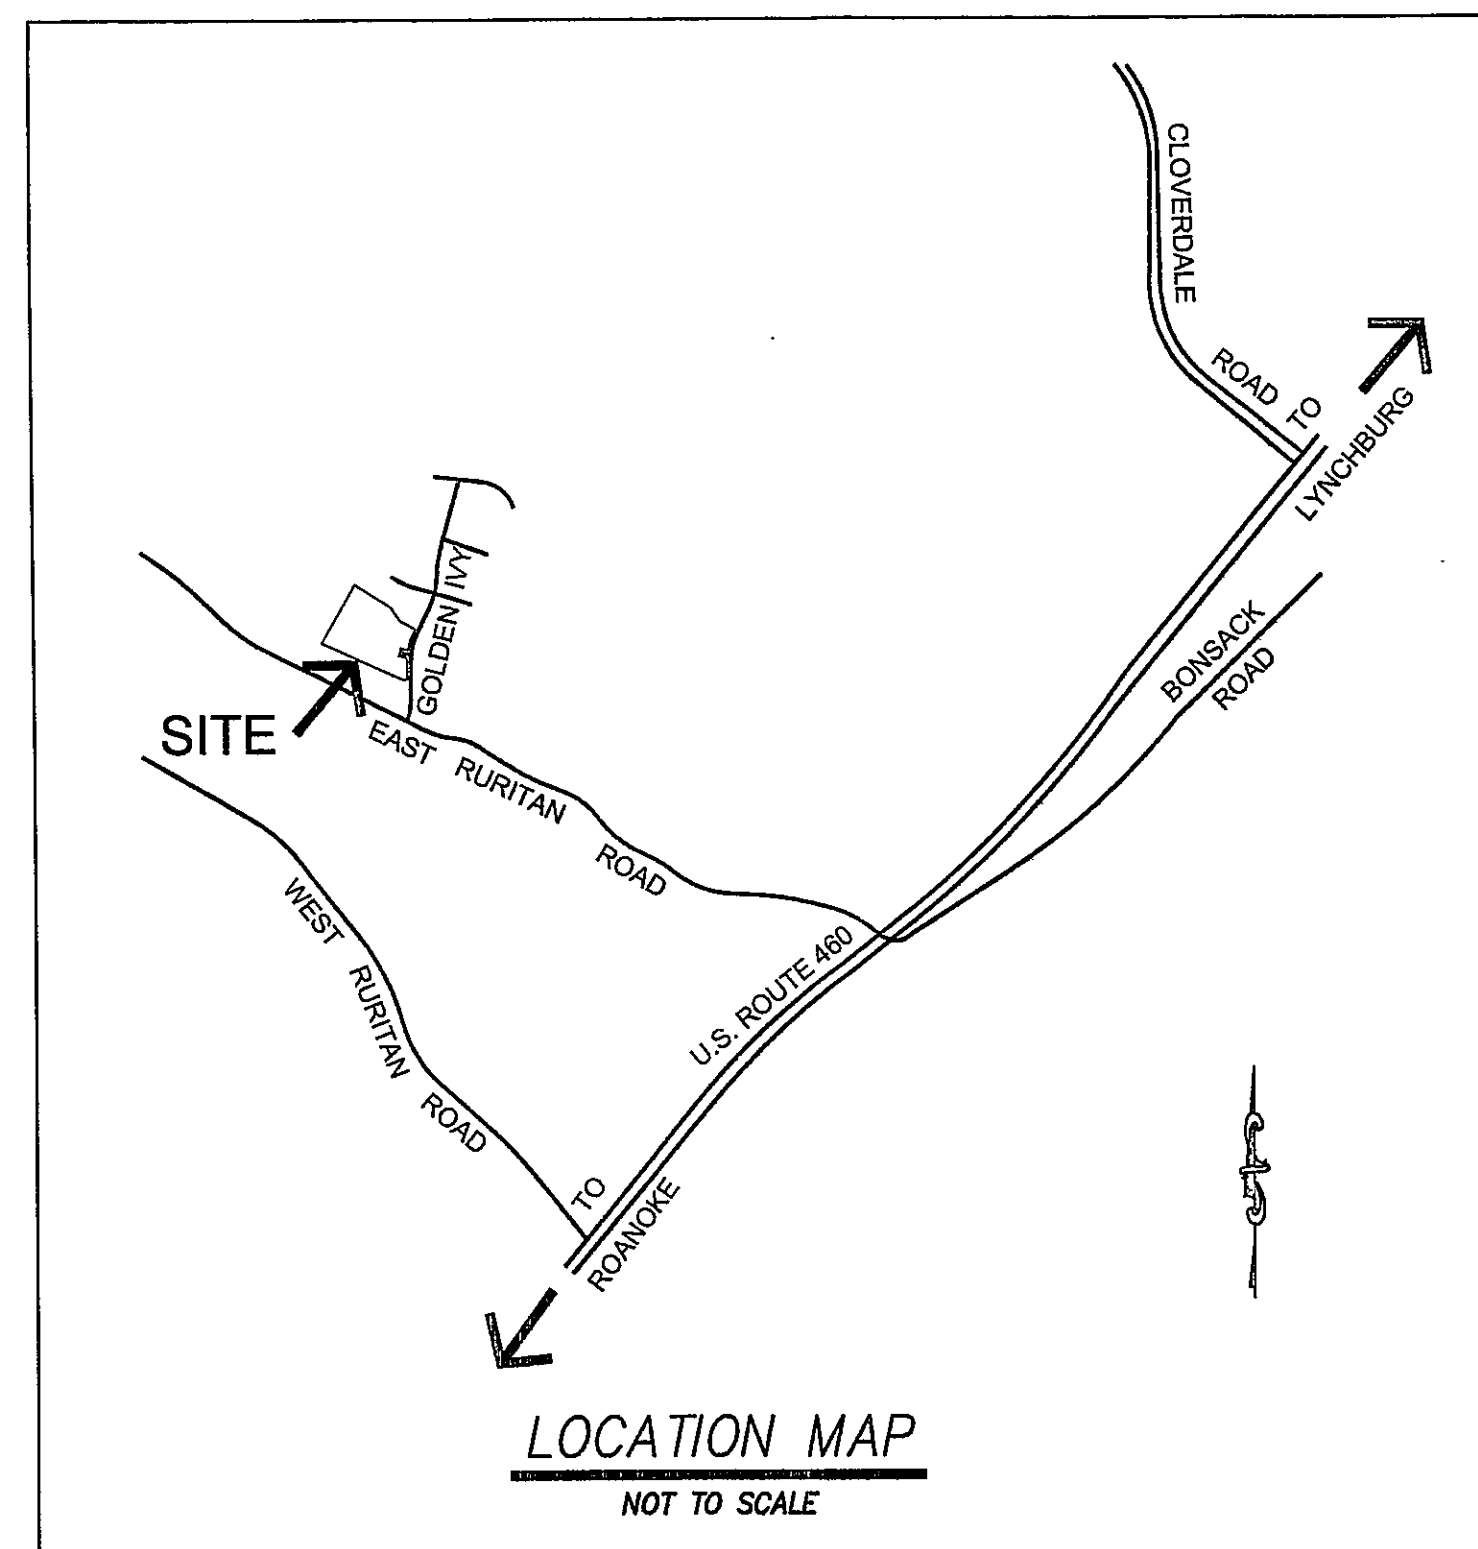 CLOVERDALE
ROAD
TO
LYNCHBURG
GOLDEN IVY
BONSACK
ROAD
SITE
EAST RURITAN ROAD
WEST RURITAN ROAD
U.S. ROUTE 460
TO
ROANOKE
LOCATION MAP
NOT TO SCALE